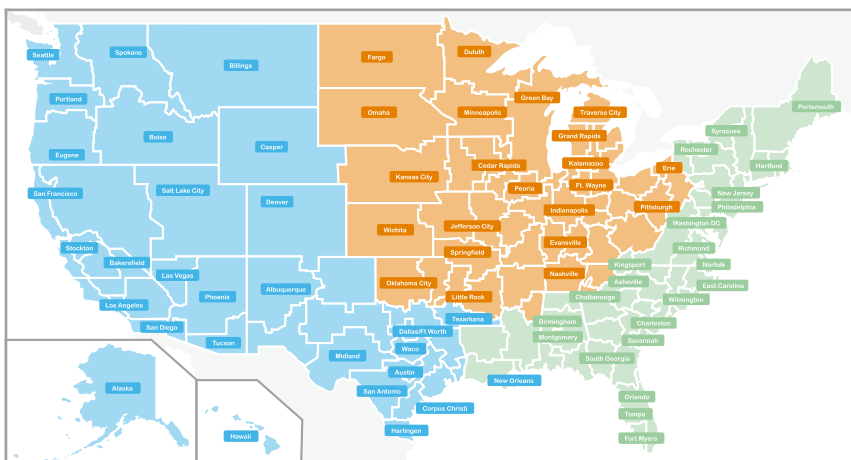 Seattle
Spokane
Billings
Fargo
Duluth
Portland
Green Bay
Portsmouth
Omaha
Minneapolis
Traverse City
Boise
Grand Rapids
Syracuse
Eugene
Casper
Rochester
Cedar Rapids
Kalamazoo
Erie
Hartford
Kansas City
San Francisco
Salt Lake City
Peoria
Ft. Wayne
New Jersey
Denver
Indianapolis
Pittsburgh
Philadelphia
Wichita
Jefferson City
Washington DC
Stockton
Evansville
Richmond
Springfield
Bakersfield
Kingsport
Norfolk
Las Vegas
Oklahoma City
Nashville
Asheville
East Carolina
Albuquerque
Phoenix
Little Rock
Chattanooga
Wilmington
Los Angeles
Texarkana
Birmingham
Charleston
San Diego
Dallas/Ft Worth
Montgomery
Savannah
Tucson
Waco
Midland
South Georgia
Austin
New Orleans
Alaska
San Antonio
Orlando
Corpus Christi
Tampa
Harlingen
Hawaii
Fort Myers